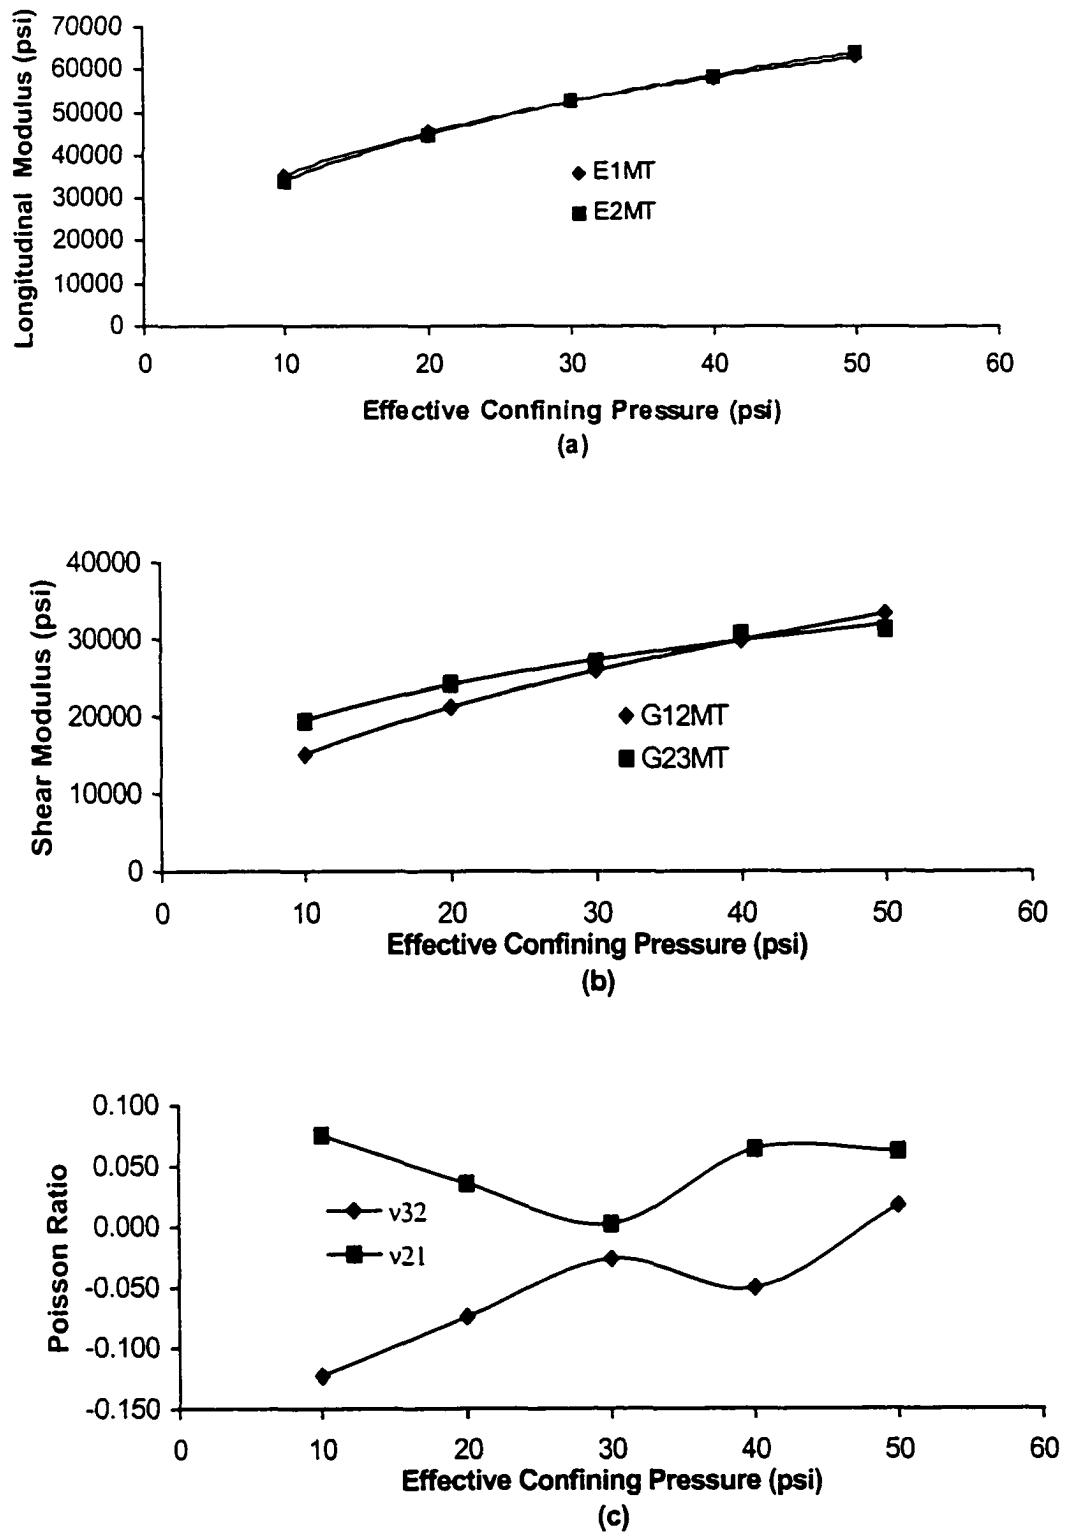 Longitudinal Modulus (psi)
70000
60000
50000
40000
30000
20000
10000
0
E1MT
E2MT
0 10 20 30 40 50 60
Effective Confining Pressure (psi)
(a)
Shear Modulus (psi)
40000
30000
20000
10000
0
G12MT
G23MT
0 10 20 30 40 50 60
Effective Confining Pressure (psi)
(b)
Poisson Ratio
0.100
0.050
0.000
-0.050
-0.100
-0.150
ν32
ν21
0 10 20 30 40 50 60
Effective Confining Pressure (psi)
(c)